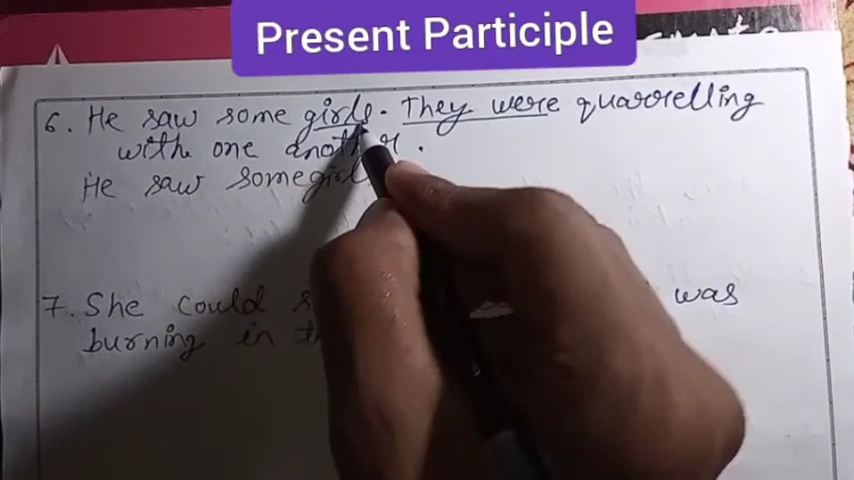 Present Participle
6. He saw some girls. They were quarrelling
with one another.
He saw some girls
7. She could was
burning in